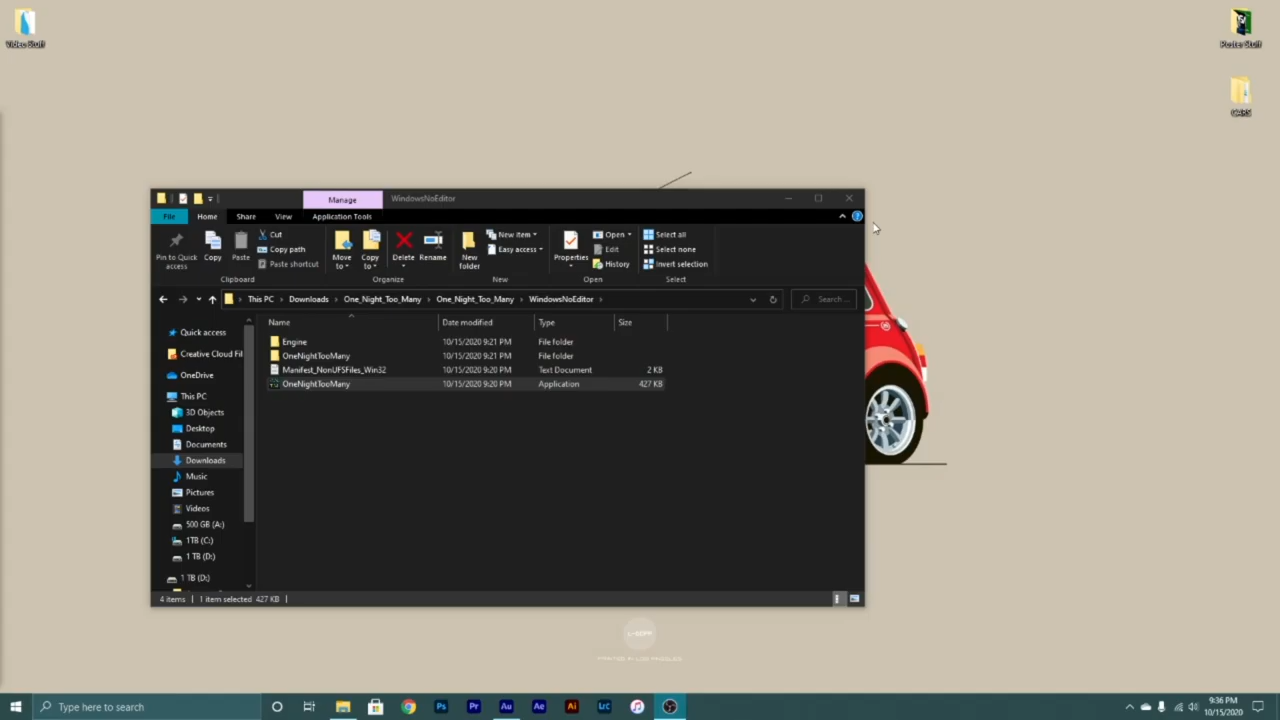 Video Stuff
Poster Stuff
CARS
Manage
WindowsNoEditor
File
Home
Share
View
Application Tools
Pin to Quick access
Copy
Paste
Cut
Copy path
Paste shortcut
Clipboard
Move to
Copy to
Delete
Rename
Organize
New folder
New item
Easy access
New
Properties
Open
Edit
History
Open
Select all
Select none
Invert selection
Select
This PC > Downloads > One_Night_Too_Many > One_Night_Too_Many > WindowsNoEditor >
Search ...
Name Date modified Type Size
Engine 10/15/2020 9:21 PM File folder
OneNightTooMany 10/15/2020 9:21 PM File folder
Manifest_NonUFSFiles_Win32 10/15/2020 9:20 PM Text Document 2 KB
OneNightTooMany 10/15/2020 9:20 PM Application 427 KB
Quick access
Creative Cloud Fil
OneDrive
This PC
3D Objects
Desktop
Documents
Downloads
Music
Pictures
Videos
500 GB (A:)
1TB (C:)
1 TB (D:)
1 TB (D:)
4 items 1 item selected 427 KB
Type here to search
Ps
Pr
Au
Ae
Ai
LrC
9:36 PM
10/15/2020